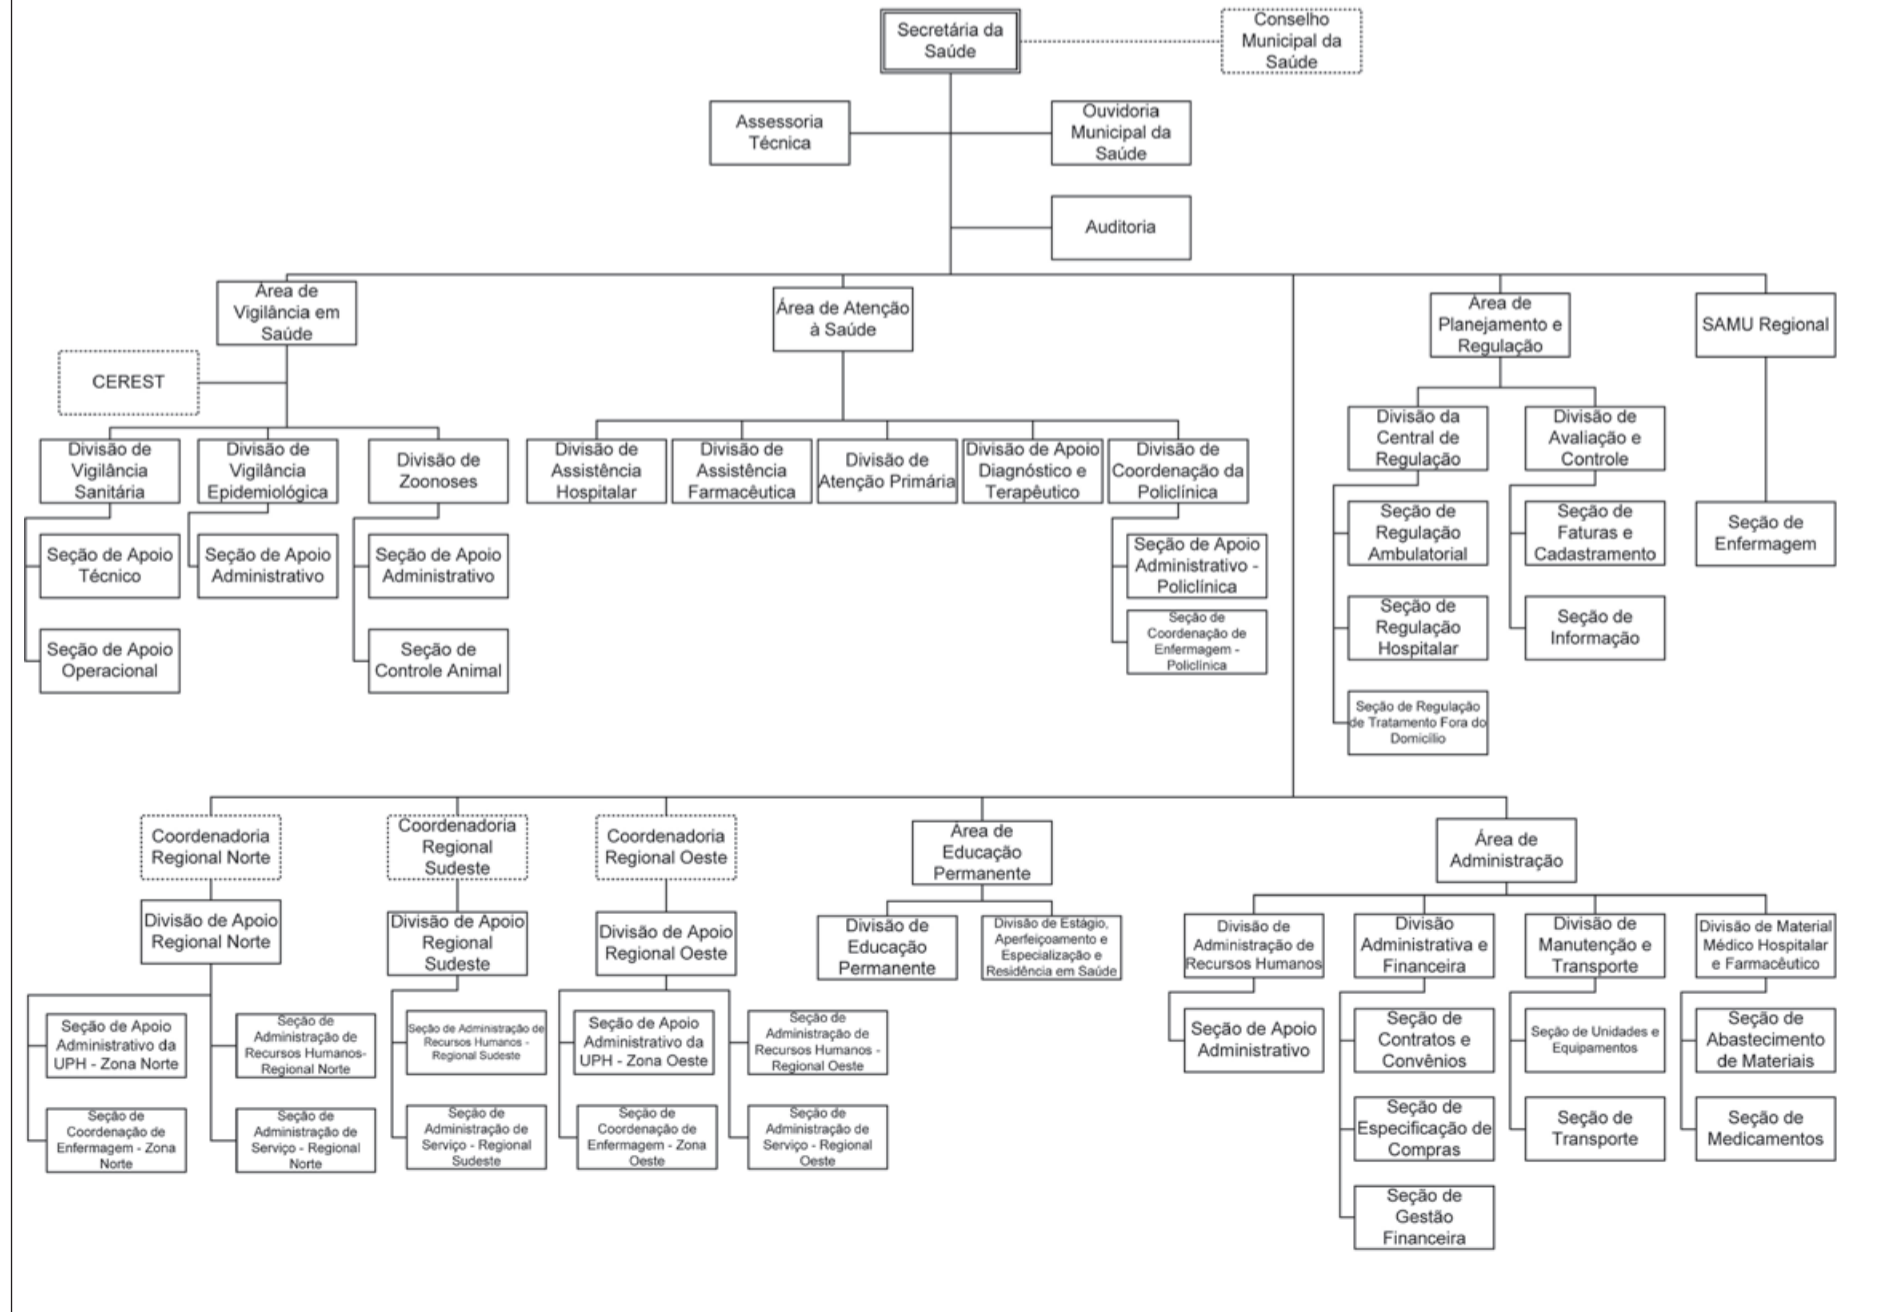 Secretária da
Saúde
Conselho
Municipal da
Saúde
Assessoria
Técnica
Ouvidoria
Municipal da
Saúde
Auditoria
Área de
Vigilância em
Saúde
Área de Atenção
à Saúde
Área de
Planejamento e
Regulação
SAMU Regional
CEREST
Divisão de
Vigilância
Sanitária
Divisão de
Vigilância
Epidemiológica
Divisão de
Zoonoses
Divisão de
Assistência
Hospitalar
Divisão de
Assistência
Farmacêutica
Divisão de
Atenção Primária
Divisão de Apoio
Diagnóstico e
Terapêutico
Divisão de
Coordenação da
Policlínica
Divisão da
Central de
Regulação
Divisão de
Avaliação e
Controle
Seção de Apoio
Técnico
Seção de Apoio
Administrativo
Seção de Apoio
Administrativo
Seção de Apoio
Administrativo -
Policlínica
Seção de
Regulação
Ambulatorial
Seção de
Faturas e
Cadastramento
Seção de
Enfermagem
Seção de Apoio
Operacional
Seção de
Controle Animal
Seção de
Coordenação de
Enfermagem -
Policlínica
Seção de
Regulação
Hospitalar
Seção de
Informação
Seção de Regulação
de Tratamento Fora do
Domicílio
Coordenadoria
Regional Norte
Coordenadoria
Regional
Sudeste
Coordenadoria
Regional Oeste
Área de
Educação
Permanente
Área de
Administração
Divisão de Apoio
Regional Norte
Divisão de Apoio
Regional
Sudeste
Divisão de Apoio
Regional Oeste
Divisão de
Educação
Permanente
Divisão de Estágio,
Aperfeiçoamento e
Especialização e
Residência em Saúde
Divisão de
Administração de
Recursos Humanos
Divisão
Administrativa e
Financeira
Divisão de
Manutenção e
Transporte
Divisão de Material
Médico Hospitalar
e Farmacêutico
Seção de Apoio
Administrativo da
UPH - Zona Norte
Seção de
Administração de
Recursos Humanos-
Regional Norte
Seção de Administração de
Recursos Humanos -
Regional Sudeste
Seção de Apoio
Administrativo da
UPH - Zona Oeste
Seção de
Administração de
Recursos Humanos -
Regional Oeste
Seção de Apoio
Administrativo
Seção de
Contratos e
Convênios
Seção de Unidades e
Equipamentos
Seção de
Abastecimento
de Materiais
Seção de
Coordenação de
Enfermagem - Zona
Norte
Seção de
Administração de
Serviço - Regional
Norte
Seção de
Administração de
Serviço - Regional
Sudeste
Seção de
Coordenação de
Enfermagem - Zona
Oeste
Seção de
Administração de
Serviço - Regional
Oeste
Seção de
Especificação de
Compras
Seção de
Transporte
Seção de
Medicamentos
Seção de
Gestão
Financeira